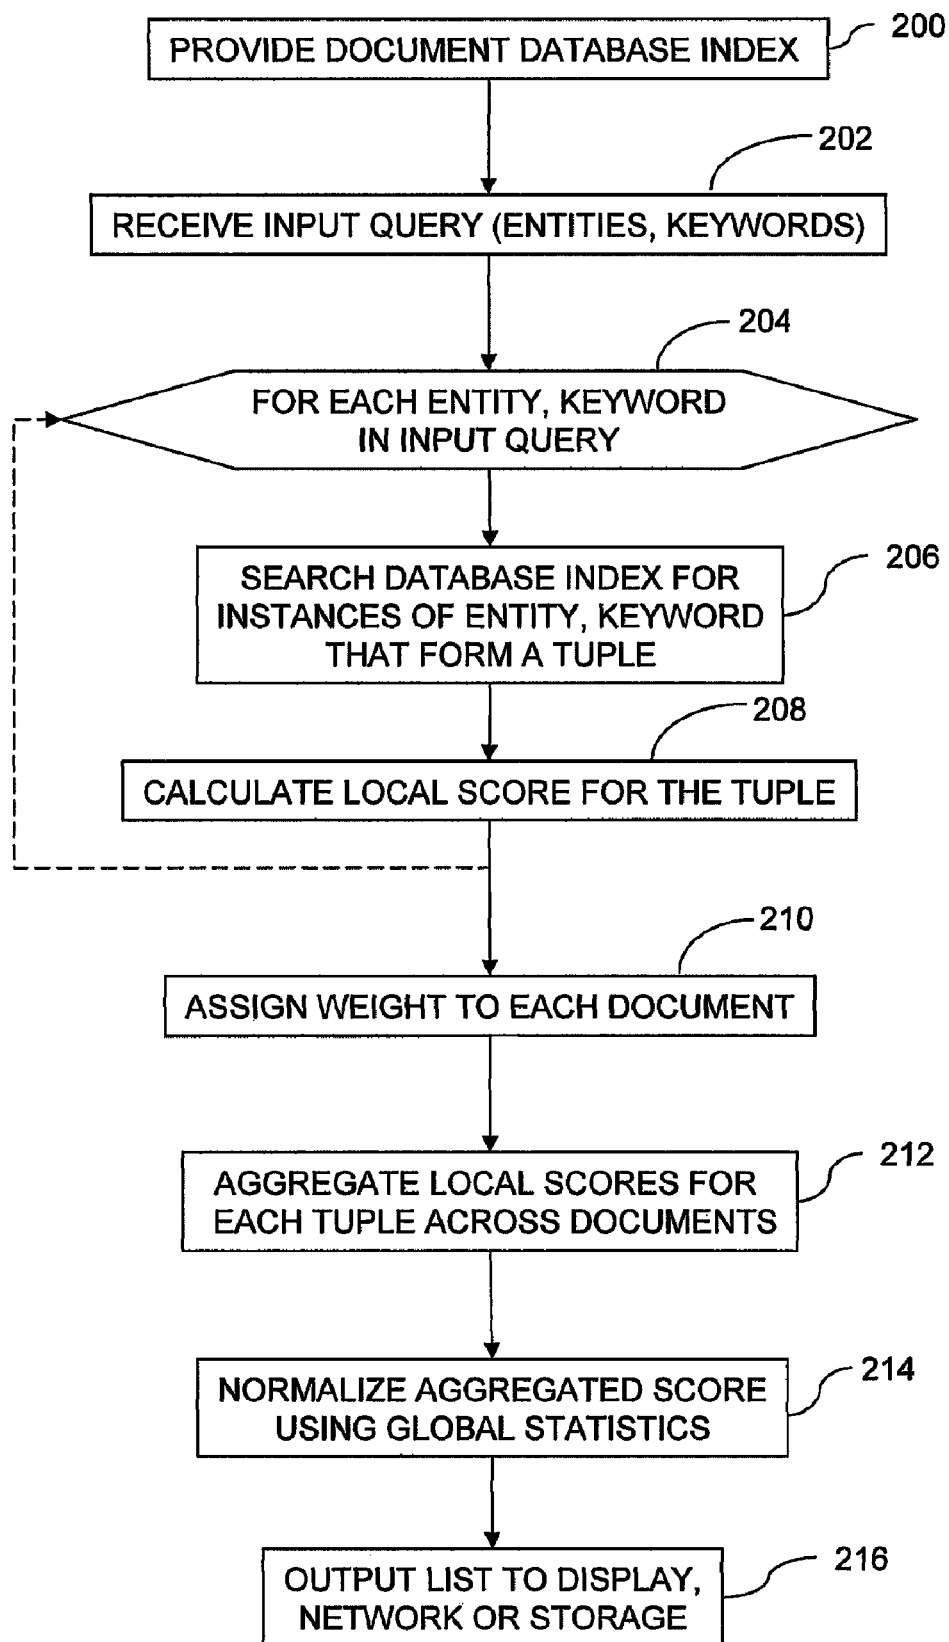 PROVIDE DOCUMENT DATABASE INDEX
200
202
RECEIVE INPUT QUERY (ENTITIES, KEYWORDS)
204
FOR EACH ENTITY, KEYWORD
IN INPUT QUERY
206
SEARCH DATABASE INDEX FOR
INSTANCES OF ENTITY, KEYWORD
THAT FORM A TUPLE
208
CALCULATE LOCAL SCORE FOR THE TUPLE
210
ASSIGN WEIGHT TO EACH DOCUMENT
212
AGGREGATE LOCAL SCORES FOR
EACH TUPLE ACROSS DOCUMENTS
214
NORMALIZE AGGREGATED SCORE
USING GLOBAL STATISTICS
216
OUTPUT LIST TO DISPLAY,
NETWORK OR STORAGE